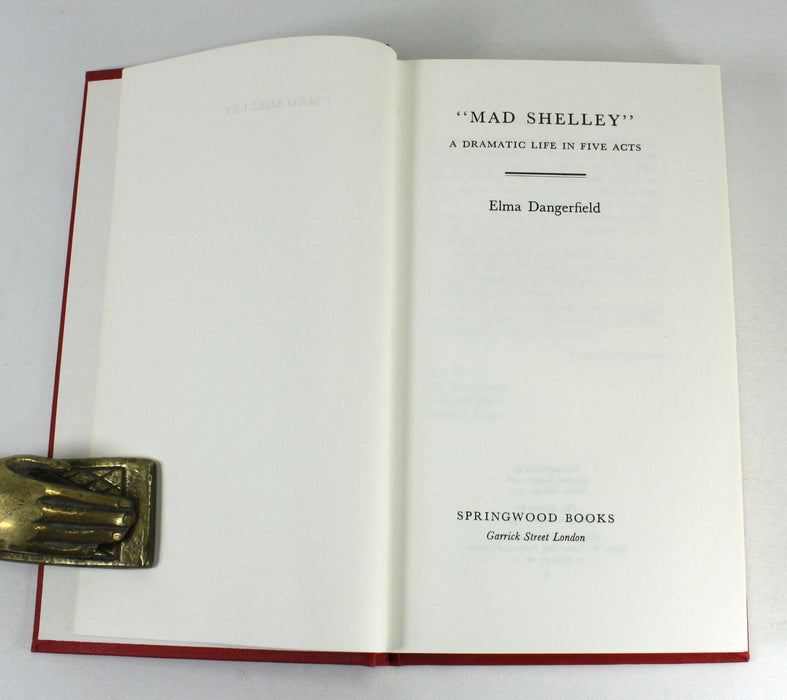 “MAD SHELLEY”
A DRAMATIC LIFE IN FIVE ACTS
Elma Dangerfield
SPRINGWOOD BOOKS
Garrick Street London